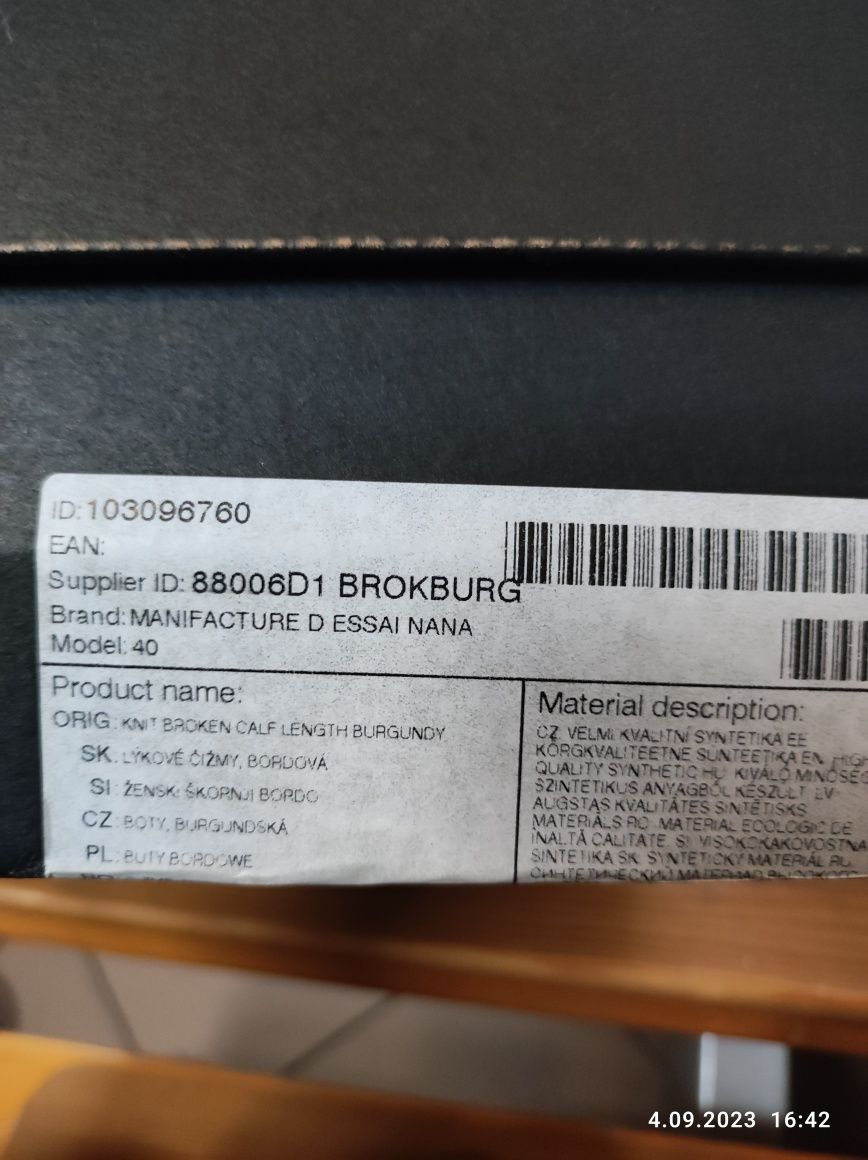 ID: 103096760
EAN:
Supplier ID: 88006D1 BROKBURG
Brand: MANIFACTURE D ESSAI NANA
Model: 40
Product name:
ORIG: KNIT BROKEN CALF LENGTH BURGUNDY
SK: LÝKOVÉ ČIŽMY, BORDOVÁ
SI: ŽENSKI ŠKORNJI BORDO
CZ: BOTY, BURGUNDSKÁ
PL: BUTY BORDOWE
Material description:
CZ VELMI KVALITNÍ SYNTETIKA EE
KÕRGKVALITEETNE SÜNTEETIKA EN HIGH
QUALITY SYNTHETIC HU KIVÁLÓ MINŐSÉG
SZINTETIKUS ANYAGBÓL KÉSZÜLT LV
AUGSTAS KVALITĀTES SINTĒTISKS
MATERIĀLS RO MATERIAL ECOLOGIC DE
ÎNALTĂ CALITATE SI VISOKOKAKOVOSTNA
SINTETIKA SK SYNTETICKÝ MATERIÁL RU
СИНТЕТИЧЕСКИЙ МАТЕРИАЛ
4.09.2023 16:42